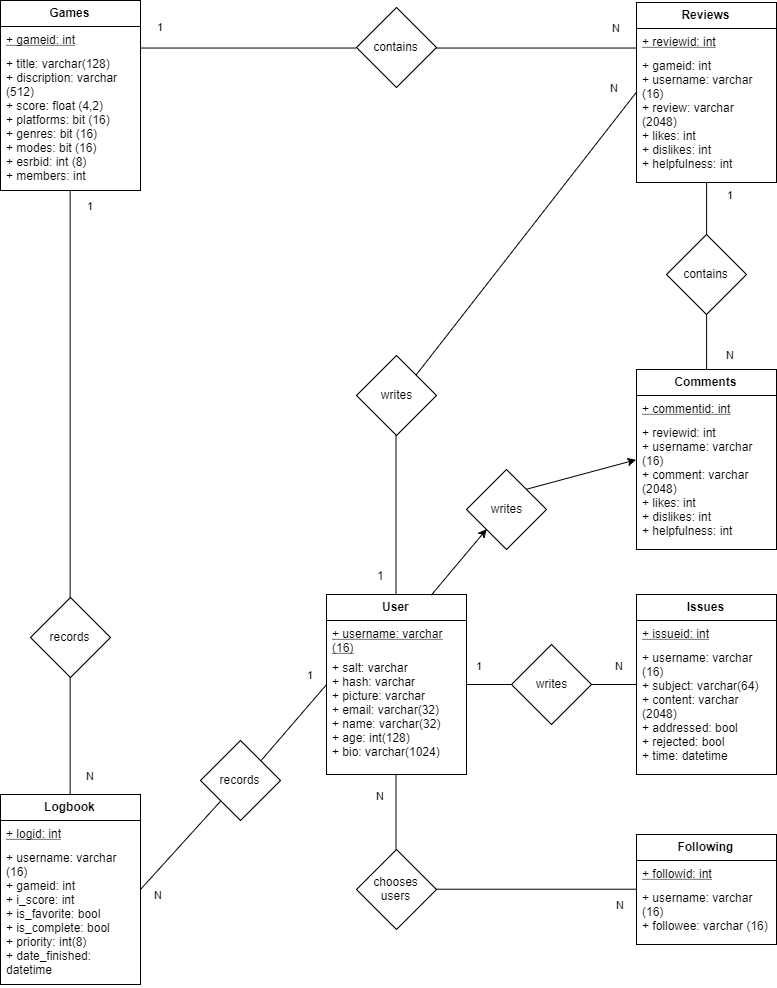 Games
+ gameid: int
+ title: varchar(128)
+ discription: varchar
(512)
+ score: float (4,2)
+ platforms: bit (16)
+ genres: bit (16)
+ modes: bit (16)
+ esrbid: int (8)
+ members: int
1
contains
N
Reviews
+ reviewid: int
+ gameid: int
+ username: varchar
(16)
+ review: varchar
(2048)
+ likes: int
+ dislikes: int
+ helpfulness: int
N
1
1
contains
N
writes
Comments
+ commentid: int
+ reviewid: int
+ username: varchar
(16)
+ comment: varchar
(2048)
+ likes: int
+ dislikes: int
+ helpfulness: int
writes
1
User
+ username: varchar
(16)
+ salt: varchar
+ hash: varchar
+ picture: varchar
+ email: varchar(32)
+ name: varchar(32)
+ age: int(128)
+ bio: varchar(1024)
1
writes
N
Issues
+ issueid: int
+ username: varchar
(16)
+ subject: varchar(64)
+ content: varchar
(2048)
+ addressed: bool
+ rejected: bool
+ time: datetime
records
1
records
N
N
Logbook
+ logid: int
+ username: varchar
(16)
+ gameid: int
+ i_score: int
+ is_favorite: bool
+ is_complete: bool
+ priority: int(8)
+ date_finished:
datetime
N
chooses
users
N
Following
+ followid: int
+ username: varchar
(16)
+ followee: varchar (16)